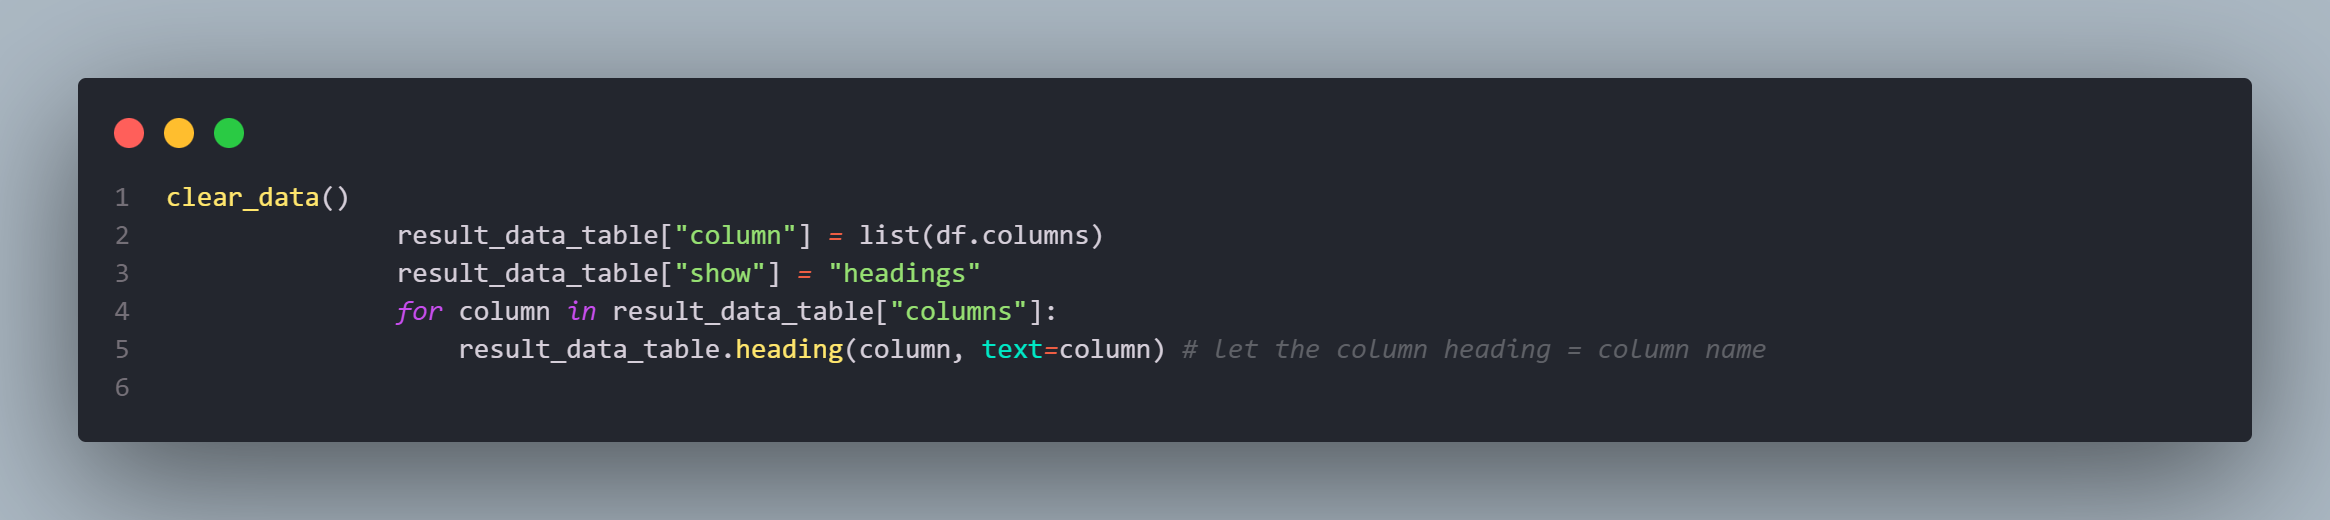 1 clear_data()
2 result_data_table["column"] = list(df.columns)
3 result_data_table["show"] = "headings"
4 for column in result_data_table["columns"]:
5 result_data_table.heading(column, text=column) # let the column heading = column name
6